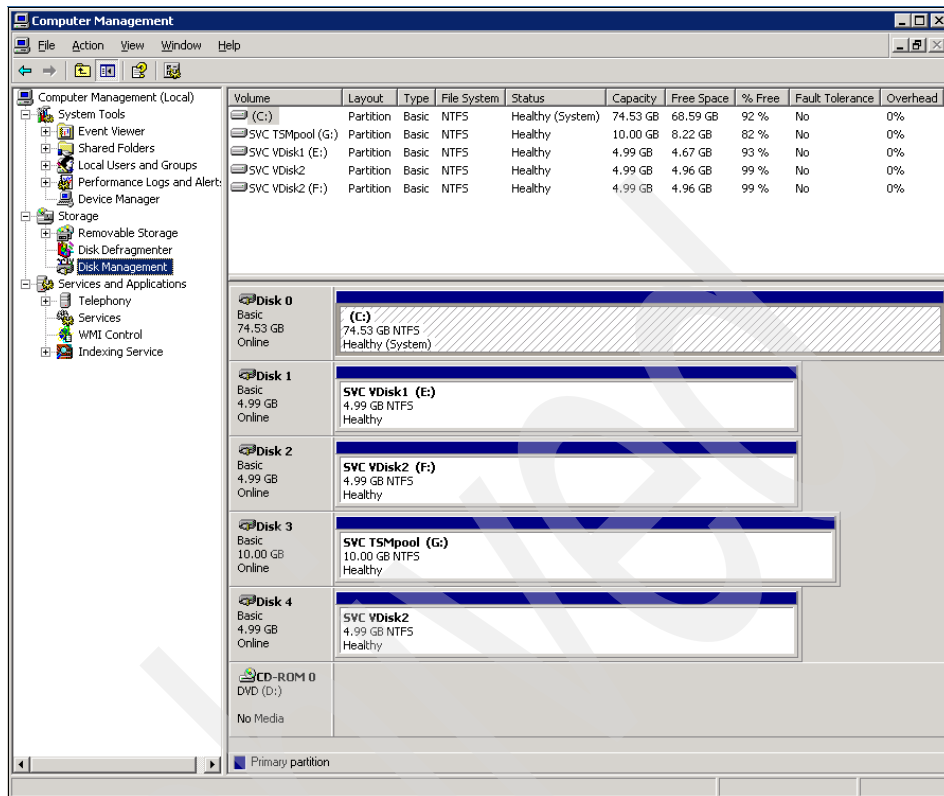 Computer Management
File Action View Window Help
Computer Management (Local)
System Tools
Event Viewer
Shared Folders
Local Users and Groups
Performance Logs and Alert:
Device Manager
Storage
Removable Storage
Disk Defragmenter
Disk Management
Services and Applications
Telephony
Services
WMI Control
Indexing Service
Volume Layout Type File System Status Capacity Free Space % Free Fault Tolerance Overhead
(C:) Partition Basic NTFS Healthy (System) 74.53 GB 68.59 GB 92 % No 0%
SVC TSMpool (G:) Partition Basic NTFS Healthy 10.00 GB 8.22 GB 82 % No 0%
SVC VDisk1 (E:) Partition Basic NTFS Healthy 4.99 GB 4.67 GB 93 % No 0%
SVC VDisk2 Partition Basic NTFS Healthy 4.99 GB 4.96 GB 99 % No 0%
SVC VDisk2 (F:) Partition Basic NTFS Healthy 4.99 GB 4.96 GB 99 % No 0%
Disk 0
Basic
74.53 GB
Online
(C:)
74.53 GB NTFS
Healthy (System)
Disk 1
Basic
4.99 GB
Online
SVC VDisk1 (E:)
4.99 GB NTFS
Healthy
Disk 2
Basic
4.99 GB
Online
SVC VDisk2 (F:)
4.99 GB NTFS
Healthy
Disk 3
Basic
10.00 GB
Online
SVC TSMpool (G:)
10.00 GB NTFS
Healthy
Disk 4
Basic
4.99 GB
Online
SVC VDisk2
4.99 GB NTFS
Healthy
CD-ROM 0
DVD (D:)
No Media
Primary partition